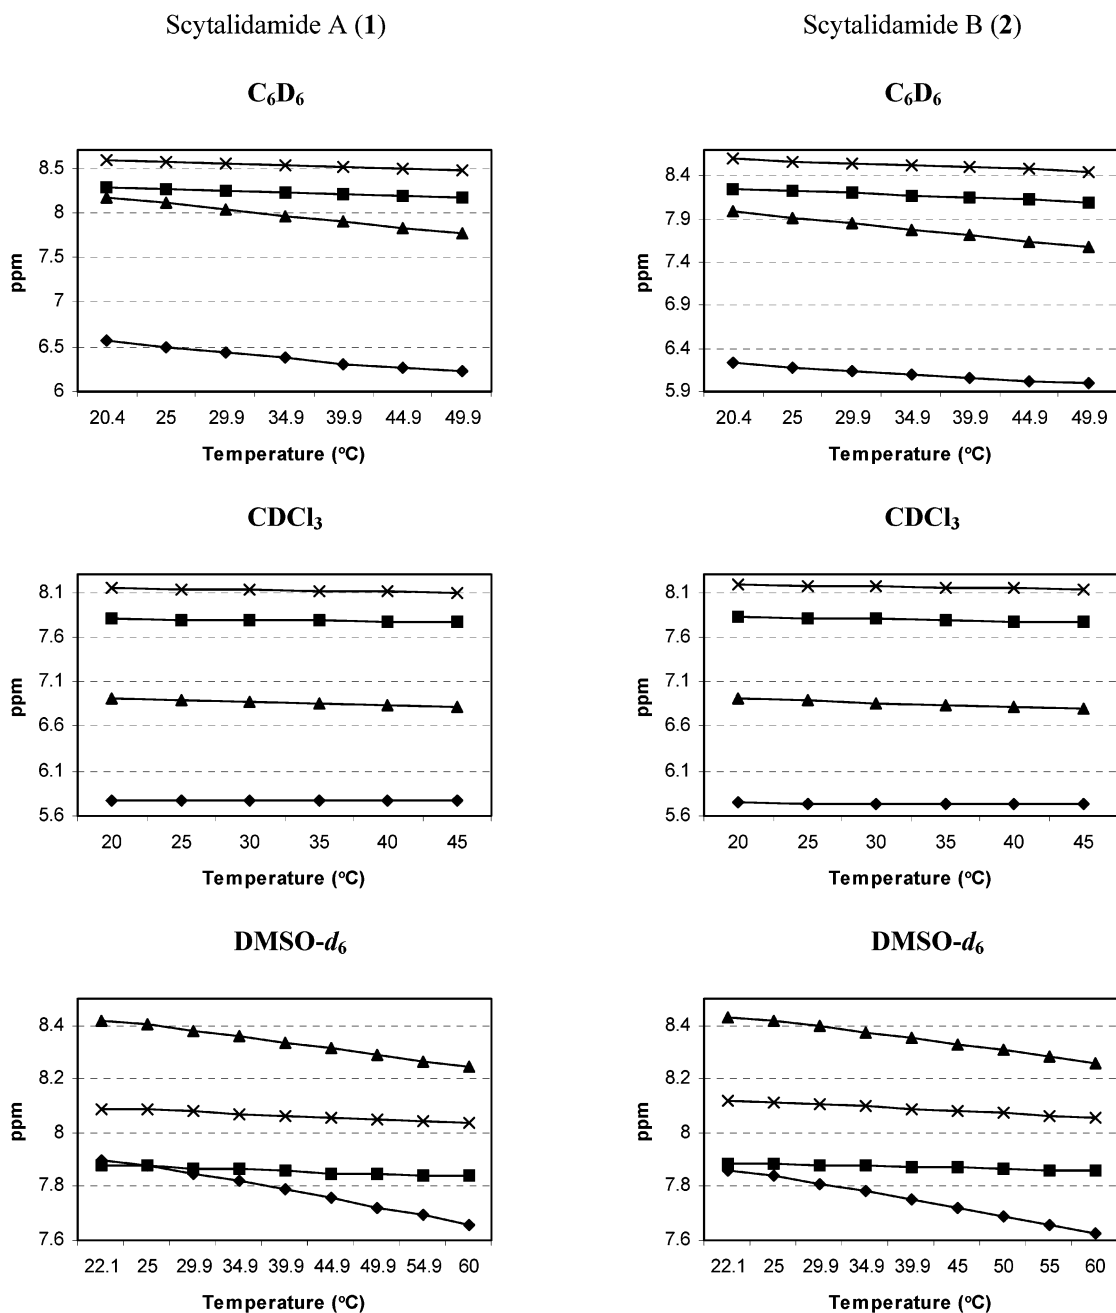 Scytalidamide A (1)
Scytalidamide B (2)
C₆D₆
C₆D₆
8.5
8
7.5
7
6.5
6
ppm
20.4 25 29.9 34.9 39.9 44.9 49.9
Temperature (ºC)
8.4
7.9
7.4
6.9
6.4
5.9
ppm
20.4 25 29.9 34.9 39.9 44.9 49.9
Temperature (ºC)
CDCl₃
CDCl₃
8.1
7.6
7.1
6.6
6.1
5.6
ppm
20 25 30 35 40 45
Temperature (ºC)
8.1
7.6
7.1
6.6
6.1
5.6
ppm
20 25 30 35 40 45
Temperature (ºC)
DMSO-d₆
DMSO-d₆
8.4
8.2
8
7.8
7.6
ppm
22.1 25 29.9 34.9 39.9 44.9 49.9 54.9 60
Temperature (ºC)
8.4
8.2
8
7.8
7.6
ppm
22.1 25 29.9 34.9 39.9 45 50 55 60
Temperature (ºC)